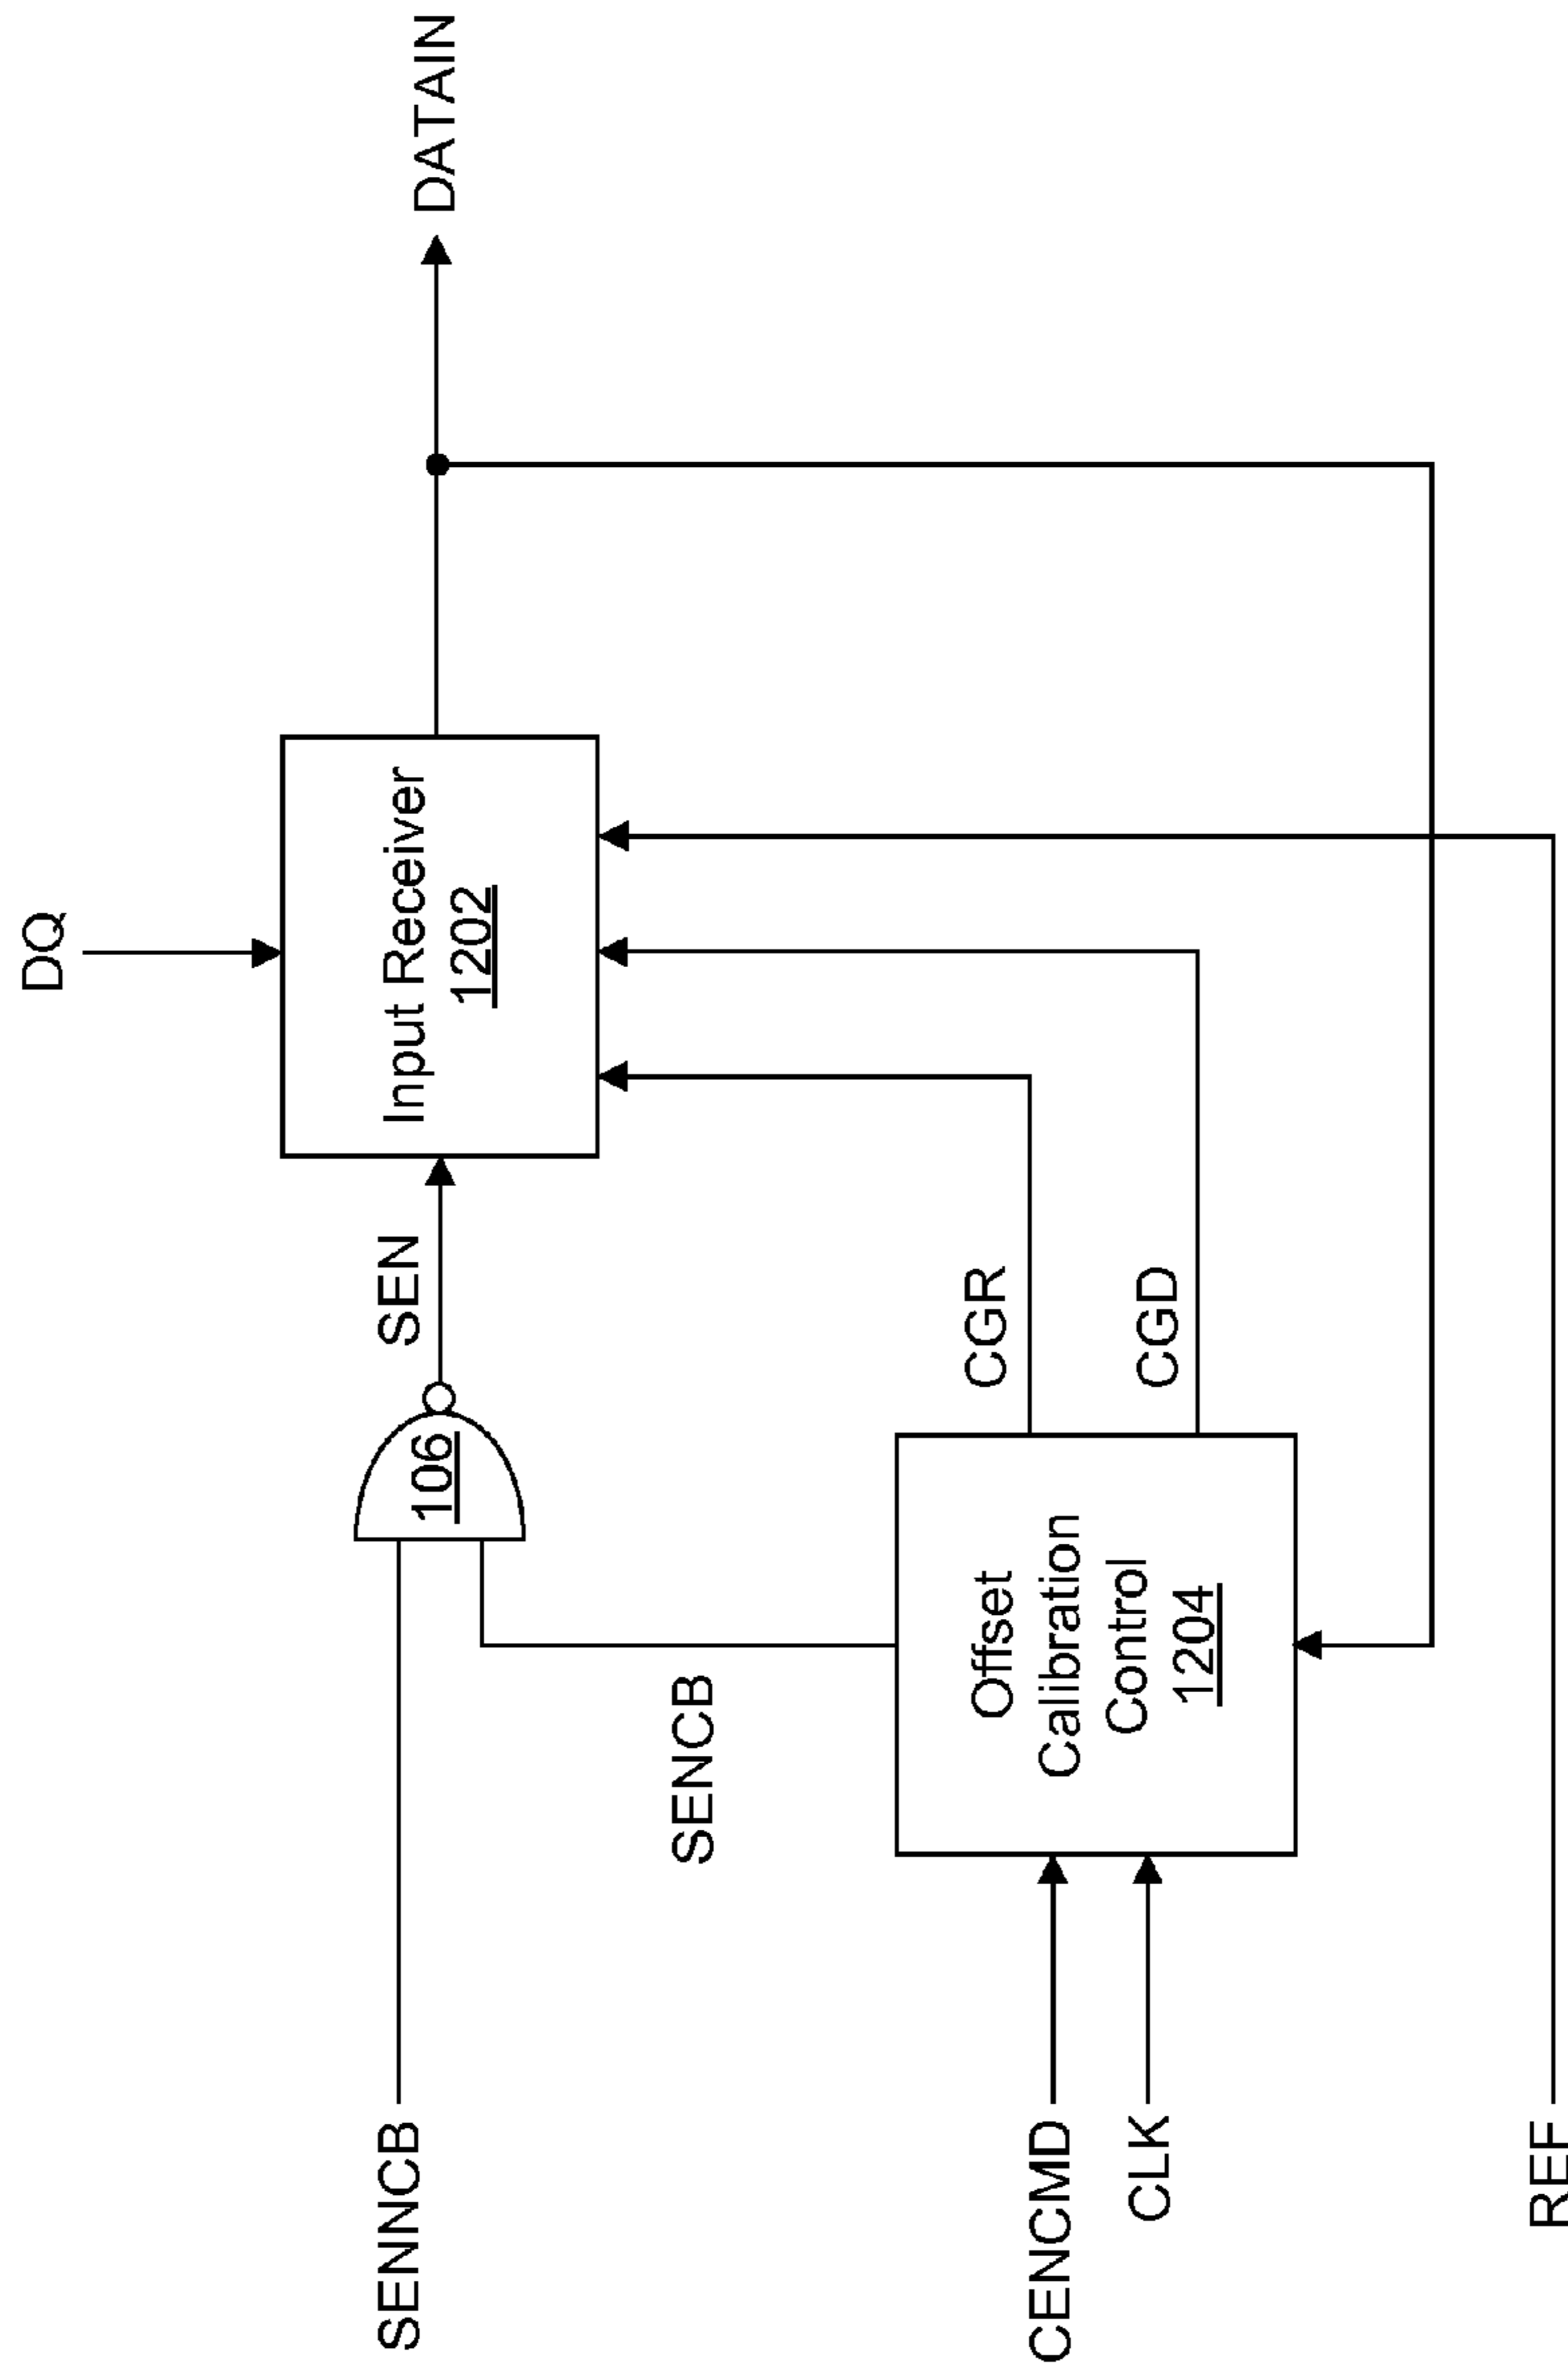 DQ
SENNCB
106
SEN
Input Receiver
1202
DATAIN
SENCB
CGR
CGD
Offset
Calibration
Control
1204
CENCMD
CLK
REF